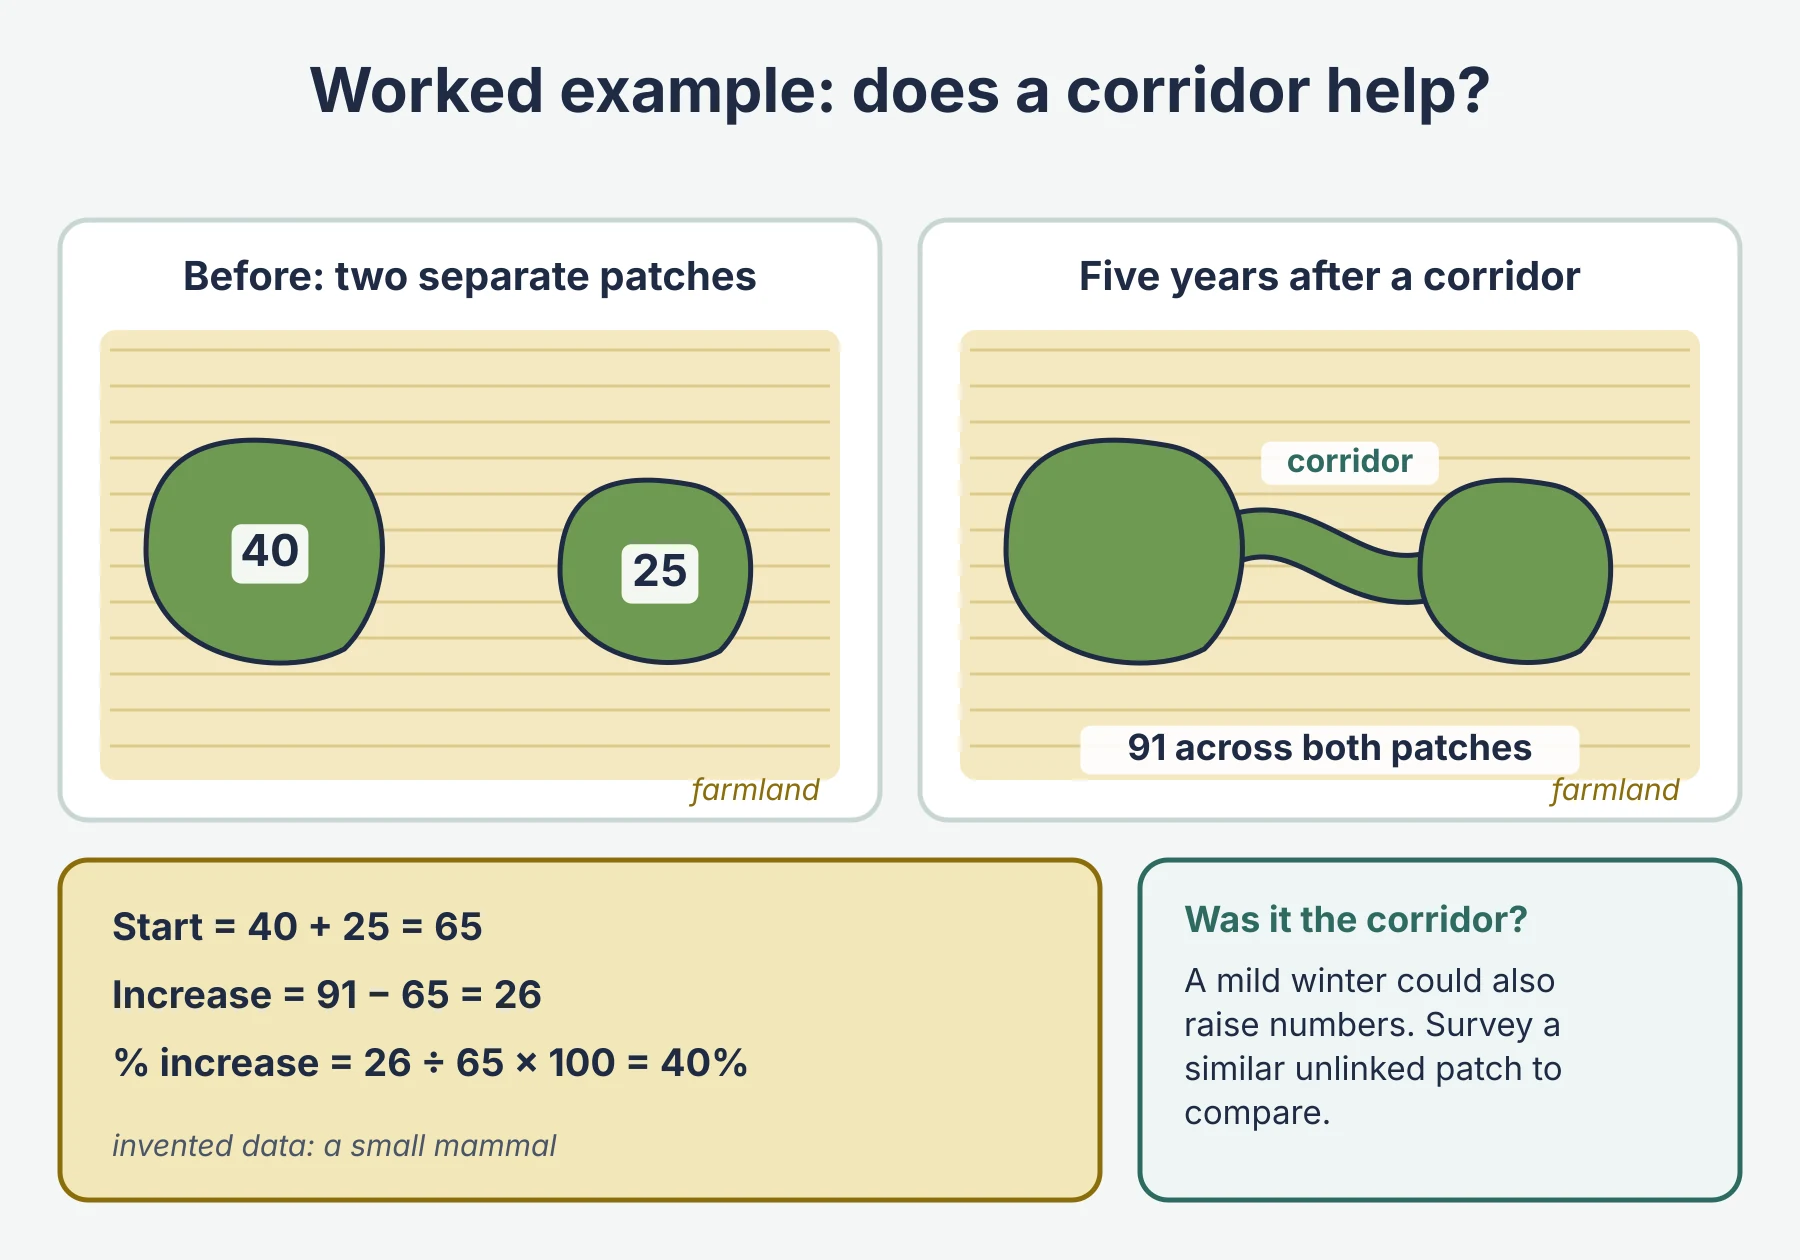 Worked example: does a corridor help?
Before: two separate patches
40
25
farmland
Five years after a corridor
corridor
91 across both patches
farmland
Start = 40 + 25 = 65
Increase = 91 − 65 = 26
% increase = 26 ÷ 65 × 100 = 40%
invented data: a small mammal
Was it the corridor?
A mild winter could also
raise numbers. Survey a
similar unlinked patch to
compare.